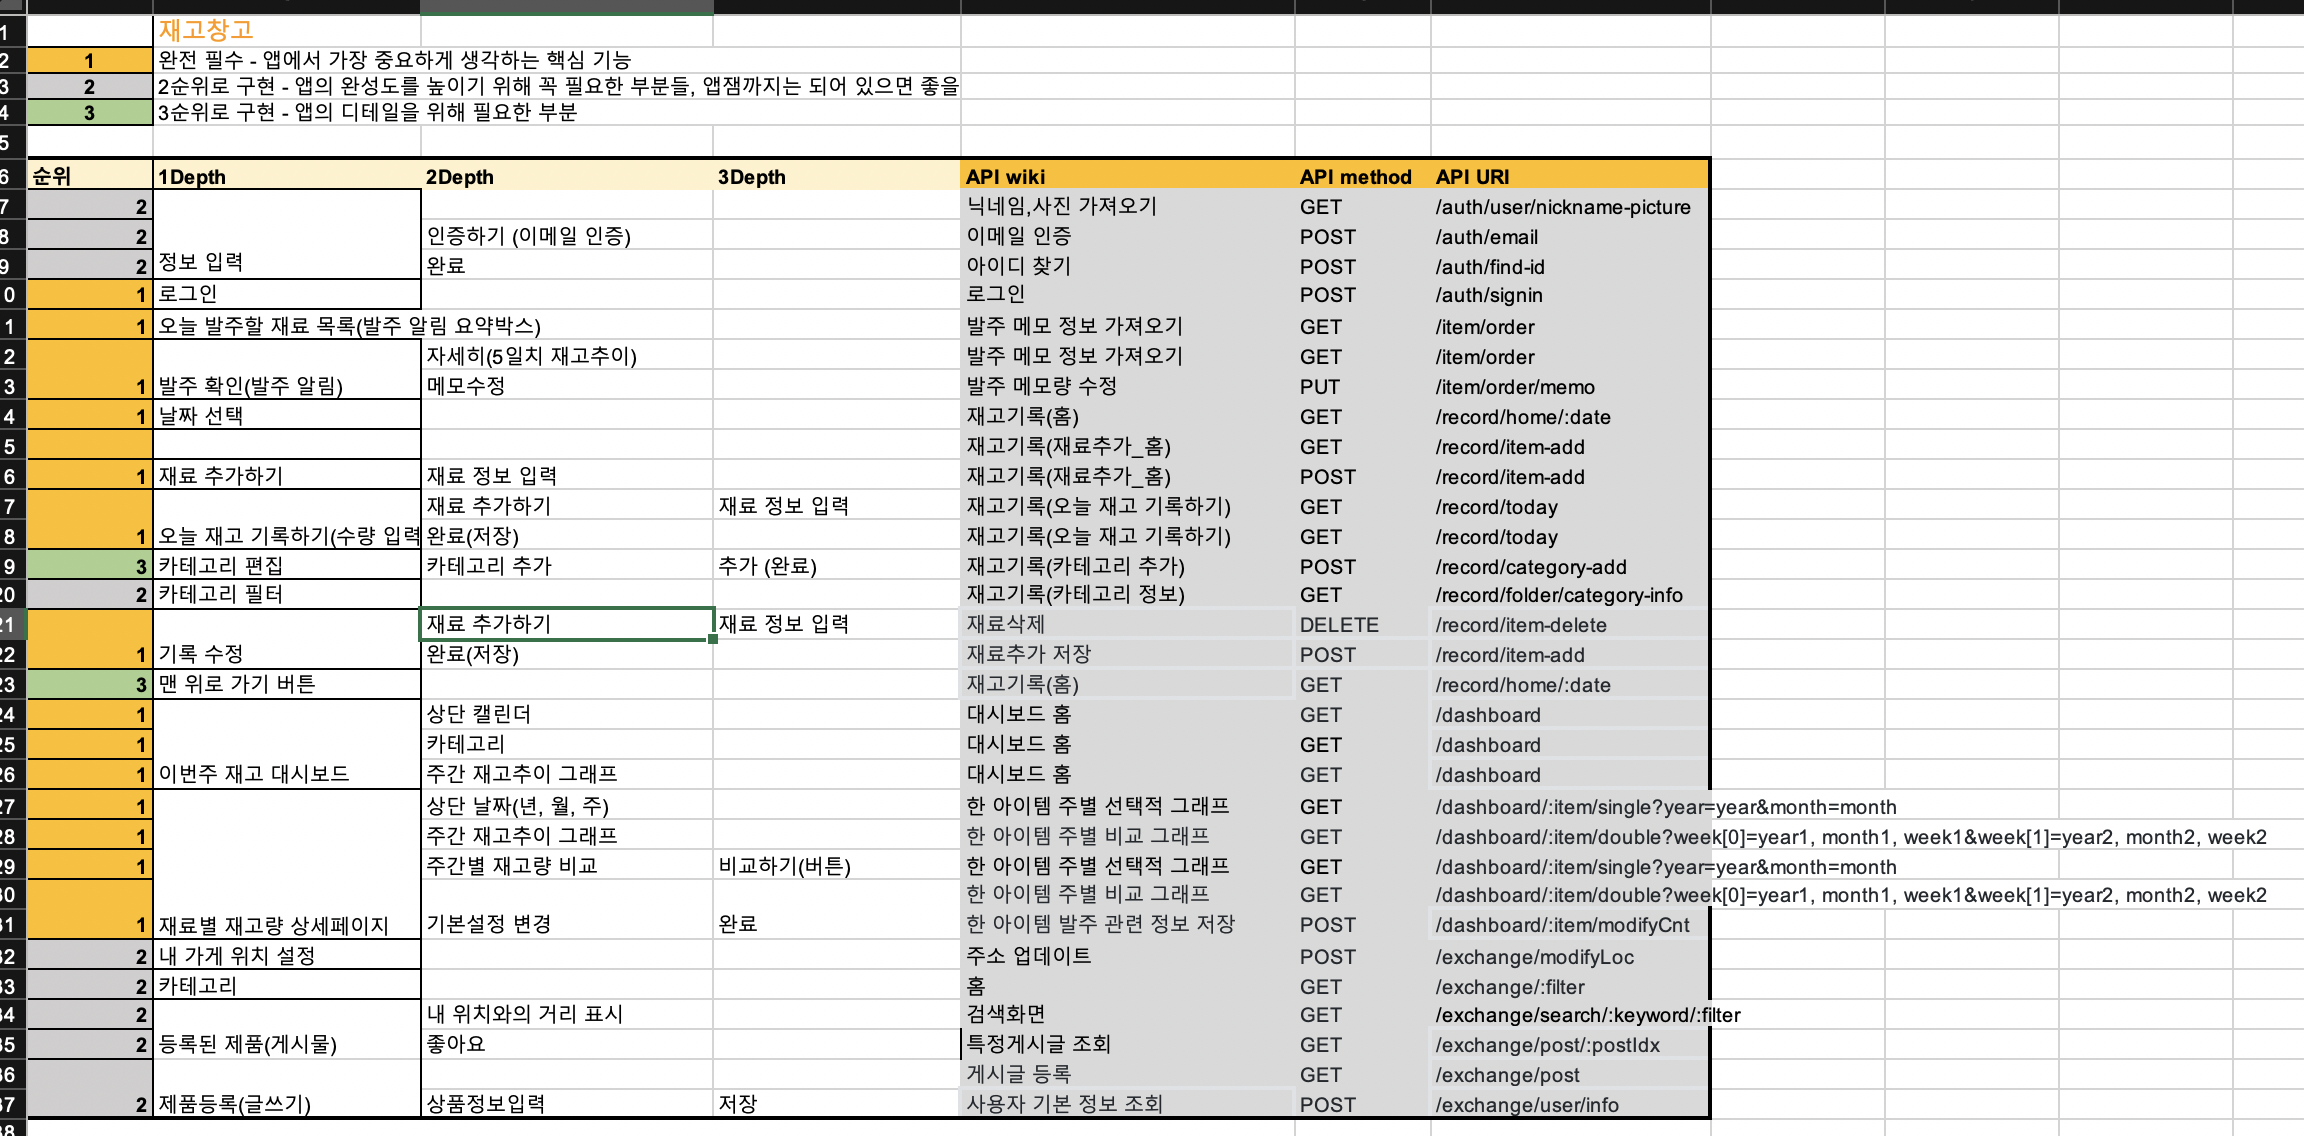 1 재고창고
2 1 완전 필수 - 앱에서 가장 중요하게 생각하는 핵심 기능
3 2 2순위로 구현 - 앱의 완성도를 높이기 위해 꼭 필요한 부분들, 앱잼까지는 되어 있으면 좋을
4 3 3순위로 구현 - 앱의 디테일을 위해 필요한 부분
5
6 순위 1Depth 2Depth 3Depth API wiki API method API URI
7 2 닉네임,사진 가져오기 GET /auth/user/nickname-picture
8 2 인증하기 (이메일 인증) 이메일 인증 POST /auth/email
9 2 정보 입력 완료 아이디 찾기 POST /auth/find-id
0 1 로그인 로그인 POST /auth/signin
1 1 오늘 발주할 재료 목록(발주 알림 요약박스) 발주 메모 정보 가져오기 GET /item/order
2 자세히(5일치 재고추이) 발주 메모 정보 가져오기 GET /item/order
3 1 발주 확인(발주 알림) 메모수정 발주 메모량 수정 PUT /item/order/memo
4 1 날짜 선택 재고기록(홈) GET /record/home/:date
5 재고기록(재료추가_홈) GET /record/item-add
6 1 재료 추가하기 재료 정보 입력 재고기록(재료추가_홈) POST /record/item-add
7 재료 추가하기 재료 정보 입력 재고기록(오늘 재고 기록하기) GET /record/today
8 1 오늘 재고 기록하기(수량 입력 완료(저장) 재고기록(오늘 재고 기록하기) GET /record/today
9 3 카테고리 편집 카테고리 추가 추가 (완료) 재고기록(카테고리 추가) POST /record/category-add
20 2 카테고리 필터 재고기록(카테고리 정보) GET /record/folder/category-info
21 재료 추가하기 재료 정보 입력 재료삭제 DELETE /record/item-delete
22 1 기록 수정 완료(저장) 재료추가 저장 POST /record/item-add
23 3 맨 위로 가기 버튼 재고기록(홈) GET /record/home/:date
24 1 상단 캘린더 대시보드 홈 GET /dashboard
25 1 카테고리 대시보드 홈 GET /dashboard
26 1 이번주 재고 대시보드 주간 재고추이 그래프 대시보드 홈 GET /dashboard
27 1 상단 날짜(년, 월, 주) 한 아이템 주별 선택적 그래프 GET /dashboard/:item/single?year=year&month=month
28 1 주간 재고추이 그래프 한 아이템 주별 비교 그래프 GET /dashboard/:item/double?week[0]=year1, month1, week1&week[1]=year2, month2, week2
29 1 주간별 재고량 비교 비교하기(버튼) 한 아이템 주별 선택적 그래프 GET /dashboard/:item/single?year=year&month=month
30 한 아이템 주별 비교 그래프 GET /dashboard/:item/double?week[0]=year1, month1, week1&week[1]=year2, month2, week2
31 1 재료별 재고량 상세페이지 기본설정 변경 완료 한 아이템 발주 관련 정보 저장 POST /dashboard/:item/modifyCnt
32 2 내 가게 위치 설정 주소 업데이트 POST /exchange/modifyLoc
33 2 카테고리 홈 GET /exchange/:filter
34 2 내 위치와의 거리 표시 검색화면 GET /exchange/search/:keyword/:filter
35 2 등록된 제품(게시물) 좋아요 특정게시글 조회 GET /exchange/post/:postIdx
36 게시글 등록 GET /exchange/post
37 2 제품등록(글쓰기) 상품정보입력 저장 사용자 기본 정보 조회 POST /exchange/user/info
38